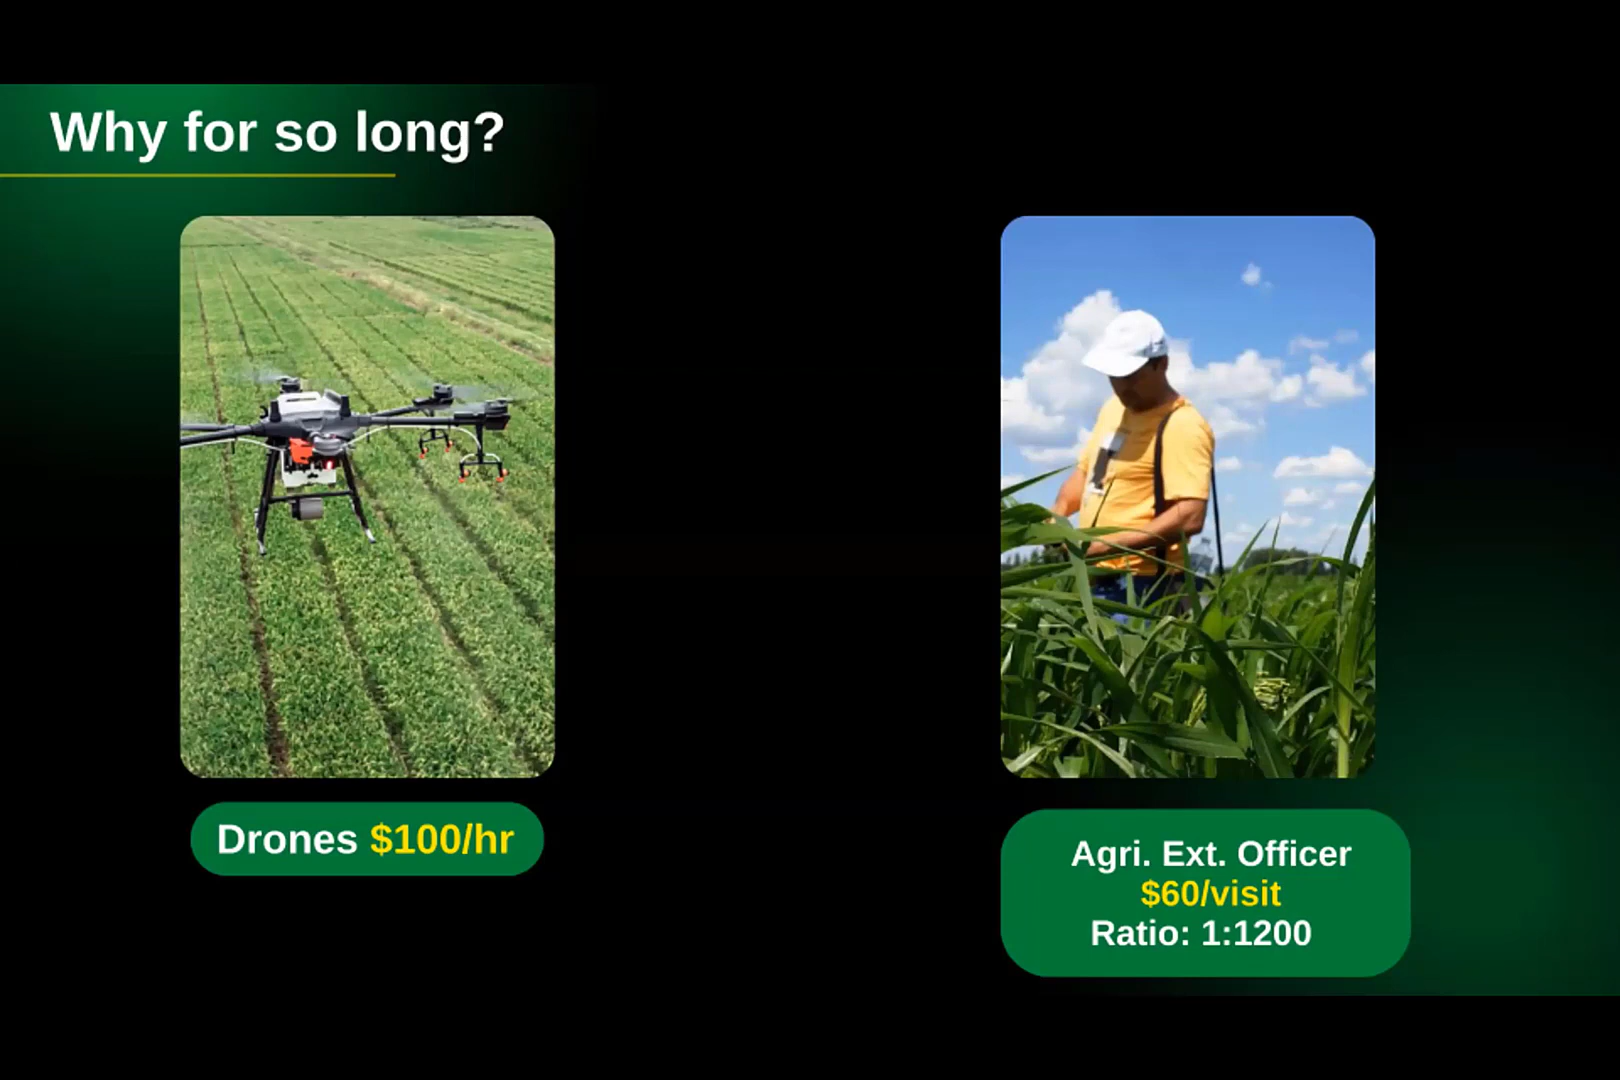 Why for so long?
Drones $100/hr
Agri. Ext. Officer
$60/visit
Ratio: 1:1200